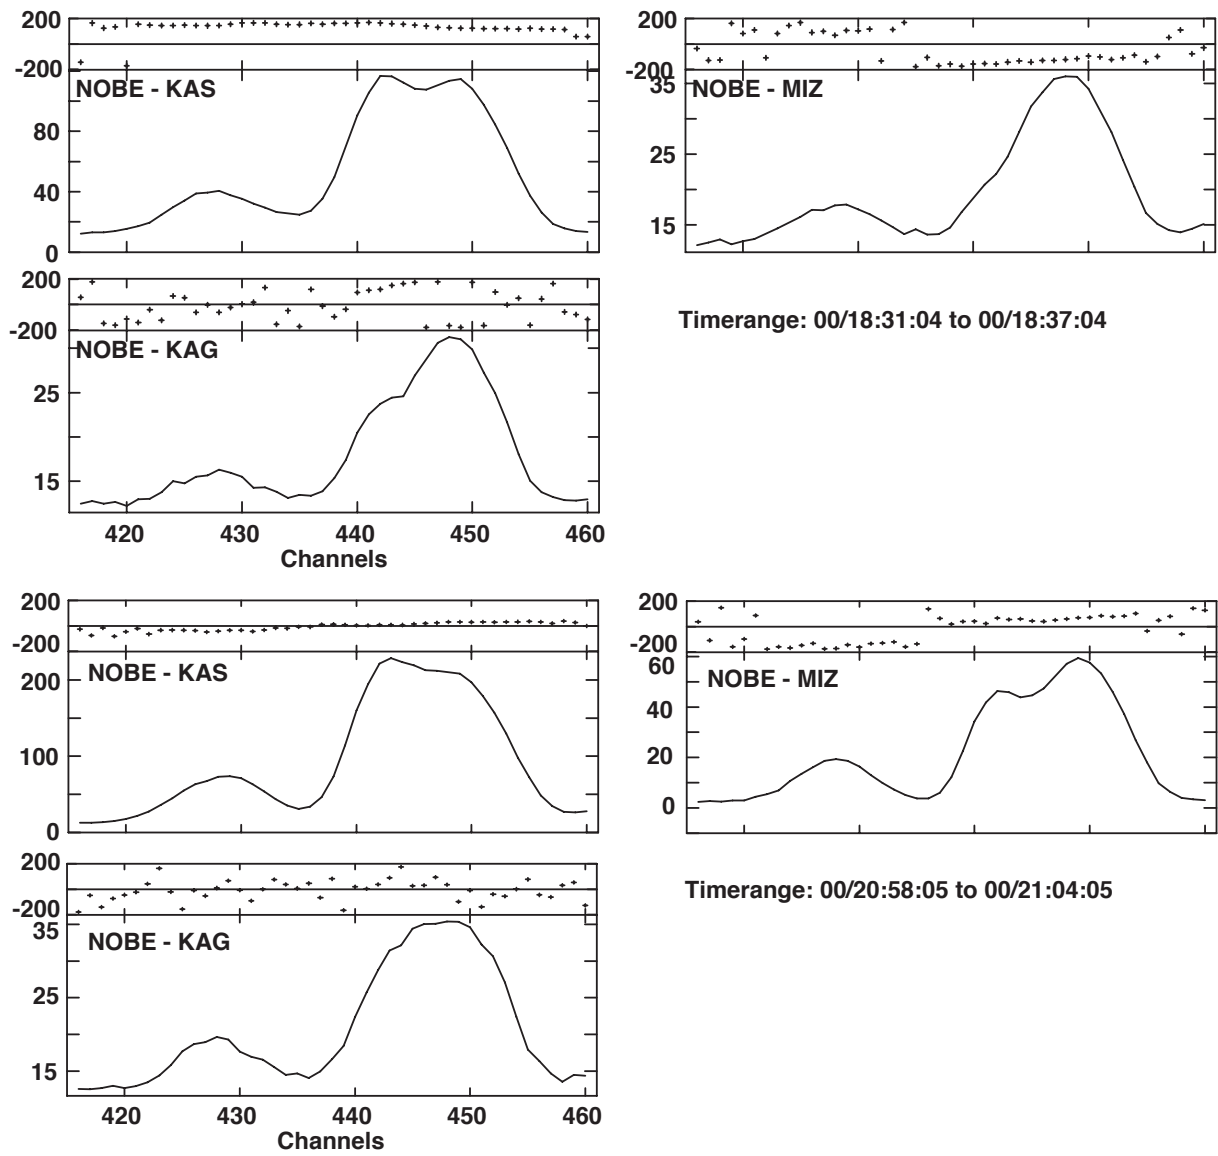 200
-200
NOBE - KAS
80
40
0
200
-200
35
NOBE - MIZ
25
15
200
-200
NOBE - KAG
25
15
420 430 440 450 460
Channels
Timerange: 00/18:31:04 to 00/18:37:04
200
-200
NOBE - KAS
200
100
0
200
-200
60
NOBE - MIZ
40
20
0
200
-200
35
NOBE - KAG
25
15
420 430 440 450 460
Channels
Timerange: 00/20:58:05 to 00/21:04:05